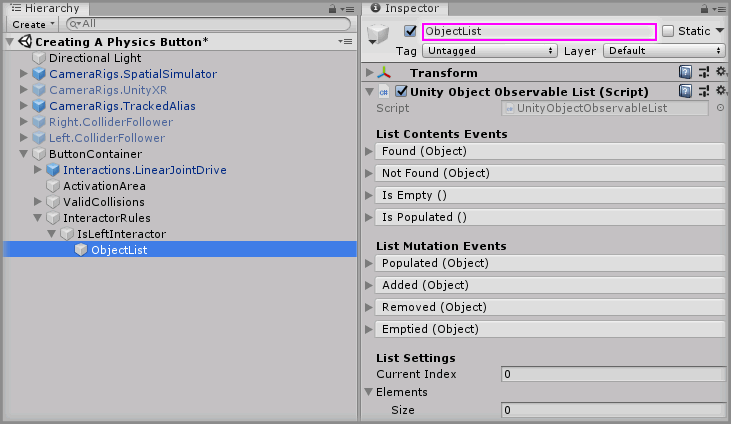 Hierarchy
Create
All
Creating A Physics Button*
Directional Light
CameraRigs.SpatialSimulator
CameraRigs.UnityXR
CameraRigs.TrackedAlias
Right.ColliderFollower
Left.ColliderFollower
ButtonContainer
Interactions.LinearJointDrive
ActivationArea
ValidCollisions
InteractorRules
IsLeftInteractor
ObjectList
Inspector
ObjectList
Static
Tag Untagged Layer Default
Transform
Unity Object Observable List (Script)
Script UnityObjectObservableList
List Contents Events
Found (Object)
Not Found (Object)
Is Empty ()
Is Populated ()
List Mutation Events
Populated (Object)
Added (Object)
Removed (Object)
Emptied (Object)
List Settings
Current Index 0
Elements
Size 0